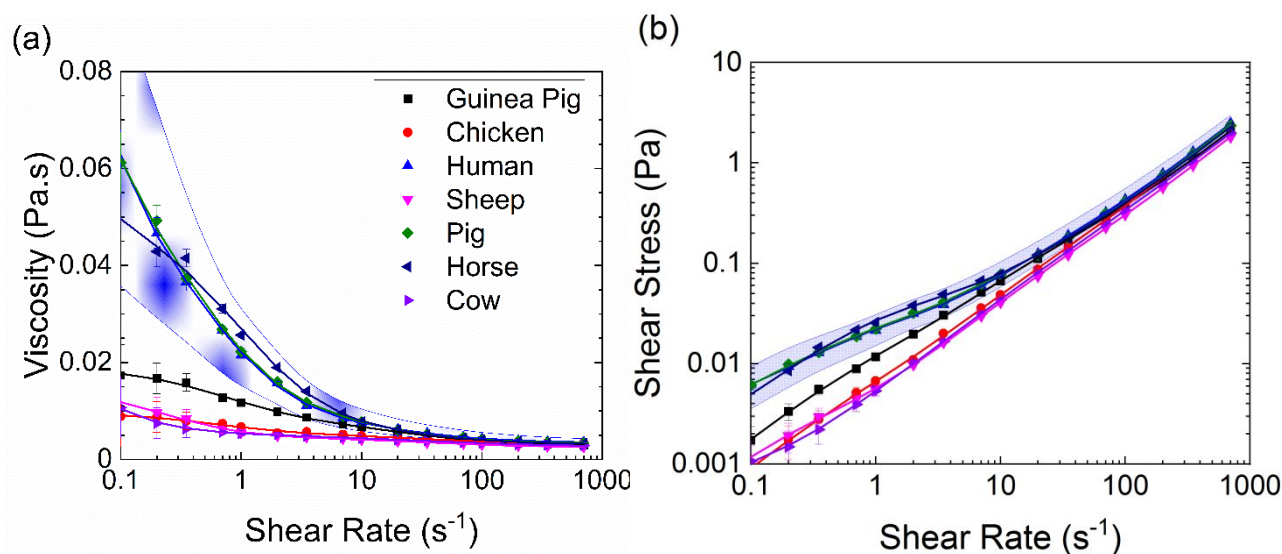 (a)
0.08
0.06
0.04
0.02
0
Viscosity (Pa.s)
Guinea Pig
Chicken
Human
Sheep
Pig
Horse
Cow
0.1
1
10
100
1000
Shear Rate (s⁻¹)
(b)
10
1
0.1
0.01
0.001
Shear Stress (Pa)
0.1
1
10
100
1000
Shear Rate (s⁻¹)